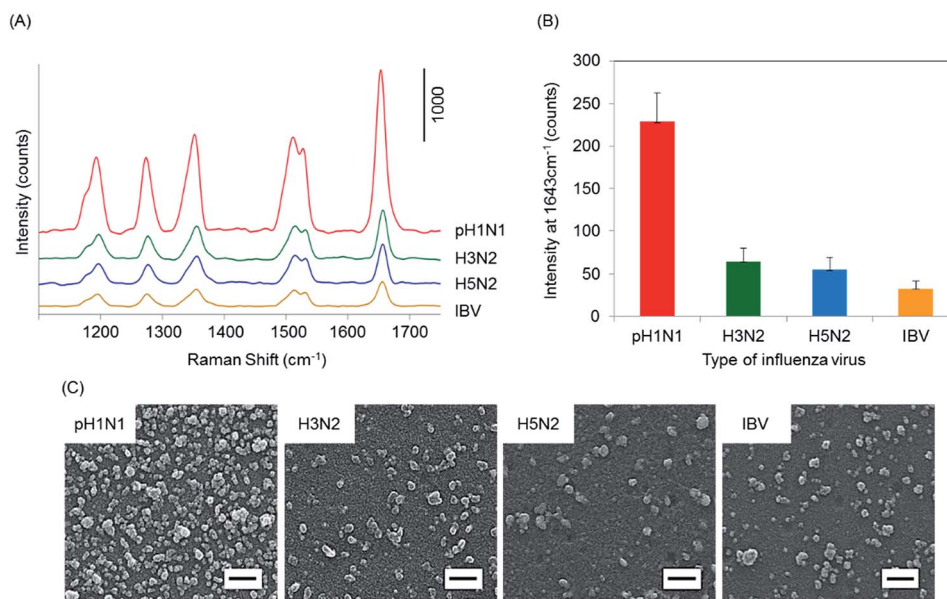 (A)
Intensity (counts)
1000
pH1N1
H3N2
H5N2
IBV
1200 1300 1400 1500 1600 1700
Raman Shift (cm⁻¹)
(B)
Intensity at 1643cm⁻¹ (counts)
300
250
200
150
100
50
0
pH1N1 H3N2 H5N2 IBV
Type of influenza virus
(C)
pH1N1 H3N2 H5N2 IBV